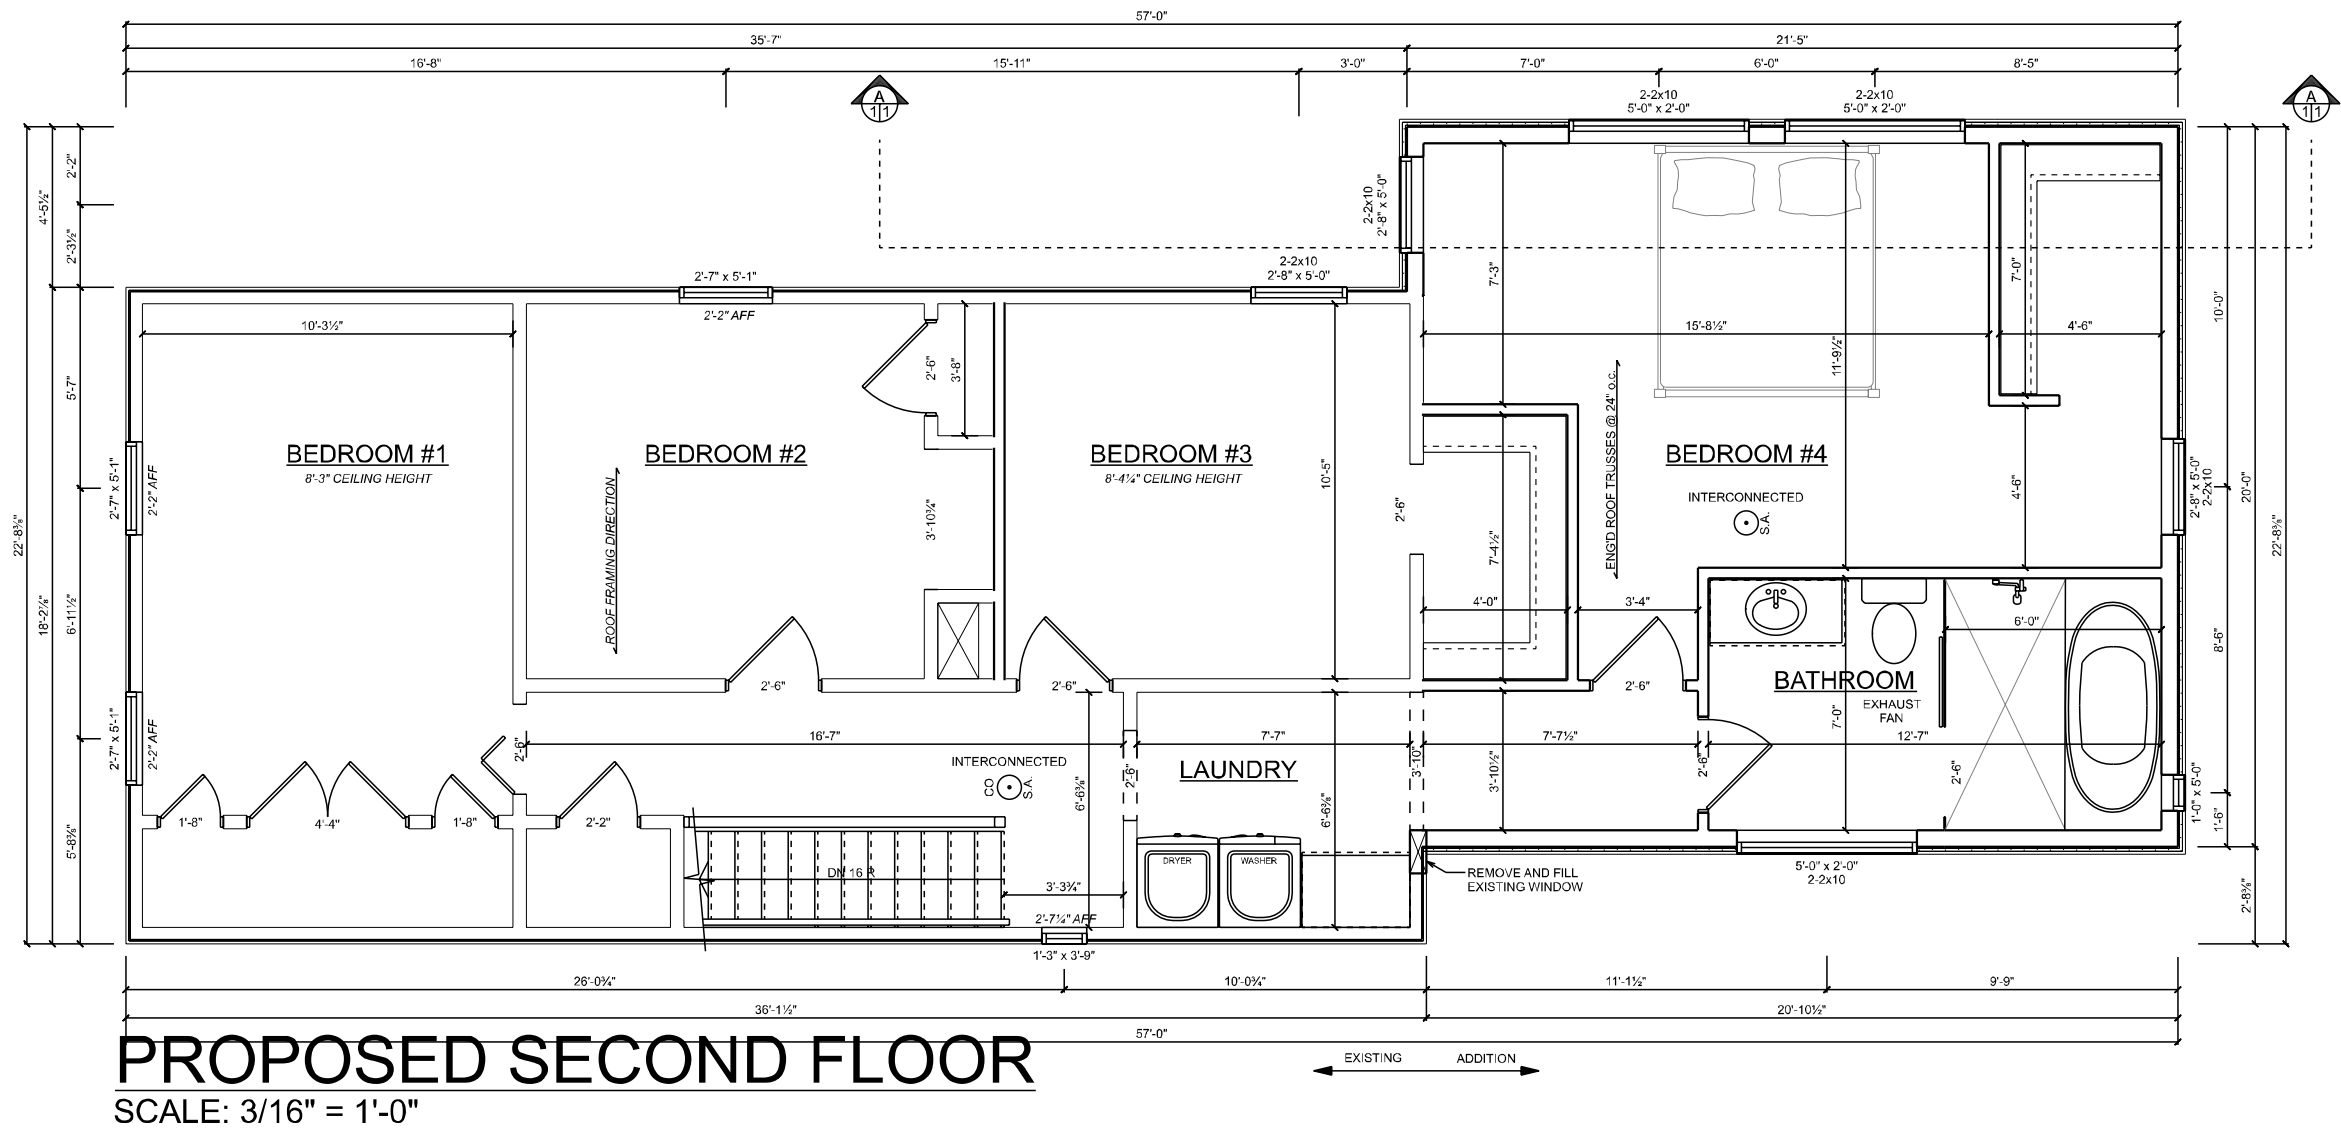 57'-0"
35'-7"
21'-5"
16'-8"
15'-11"
3'-0"
7'-0"
6'-0"
8'-5"
A
1 1
A
1 1
2-2x10
5'-0" x 2'-0"
2-2x10
5'-0" x 2'-0"
2'-2"
4'-5½"
2'-3½"
2-2x10
2'-8" x 5'-0"
2'-7" x 5'-1"
2'-2" AFF
2-2x10
2'-8" x 5'-0"
7'-3"
7'-0"
10'-0"
10'-3½"
15'-8½"
4'-6"
11'-9½"
5'-7"
2'-6"
3'-8"
ENG'D ROOF TRUSSES @ 24" o.c.
BEDROOM #1
8'-3" CEILING HEIGHT
BEDROOM #2
BEDROOM #3
8'-4¼" CEILING HEIGHT
BEDROOM #4
INTERCONNECTED
S.A.
10'-5"
2'-6"
4'-6"
2'-7" x 5'-1"
2'-2" AFF
2'-8" x 5'-0"
2-2x10
20'-0"
22'-8⅜"
22'-8⅜"
18'-2⅞"
6'-11½"
ROOF FRAMING DIRECTION
3'-10¾"
7'-4½"
4'-0"
3'-4"
6'-0"
8'-6"
2'-6"
2'-6"
2'-6"
BATHROOM
EXHAUST
FAN
7'-0"
2'-7" x 5'-1"
2'-2" AFF
2'-6"
16'-7"
7'-7"
7'-7½"
12'-7"
INTERCONNECTED
CO
S.A.
LAUNDRY
6'-6⅜"
2'-6"
6'-6⅜"
3'-10"
3'-10½"
2'-6"
2'-6"
1'-0" x 5'-0"
1'-6"
5'-8⅜"
1'-8"
4'-4"
1'-8"
2'-2"
DN 16 R
DRYER
WASHER
3'-3¾"
2'-7¼" AFF
1'-3" x 3'-9"
REMOVE AND FILL
EXISTING WINDOW
5'-0" x 2'-0"
2-2x10
2'-8⅜"
26'-0¾"
10'-0¾"
11'-1½"
9'-9"
36'-1½"
20'-10½"
57'-0"
PROPOSED SECOND FLOOR
SCALE: 3/16" = 1'-0"
EXISTING
ADDITION